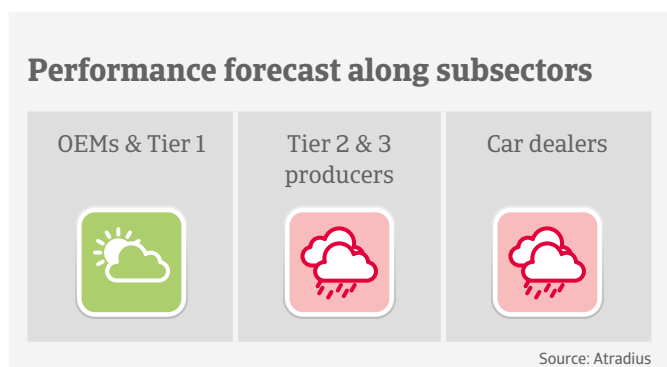 Performance forecast along subsectors
OEMs & Tier 1
Tier 2 & 3
producers
Car dealers
Source: Atradius